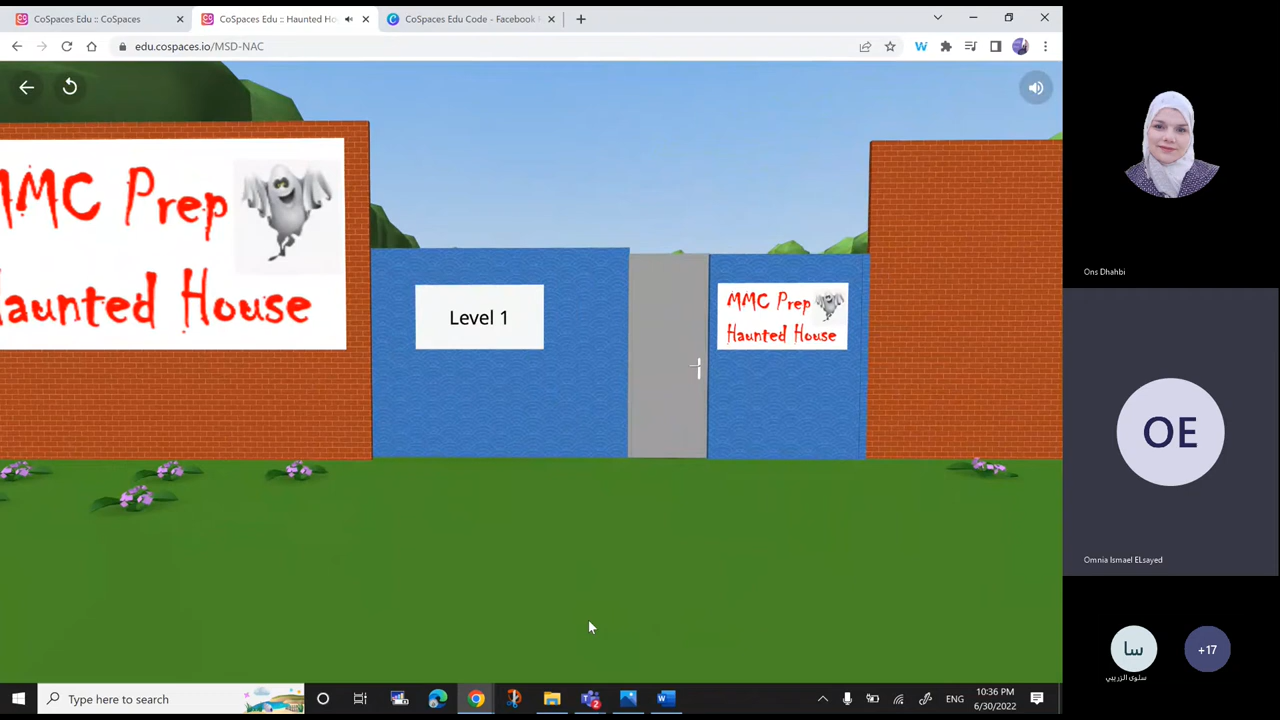 CoSpaces Edu :: CoSpaces
CoSpaces Edu :: Haunted Ho
CoSpaces Edu Code - Facebook
edu.cospaces.io/MSD-NAC
MMC Prep
Haunted House
Level 1
MMC Prep
Haunted House
Ons Dhahbi
OE
Omnia Ismael ELsayed
سا
+17
سلوى الزريبي
Type here to search
ENG
10:36 PM
6/30/2022